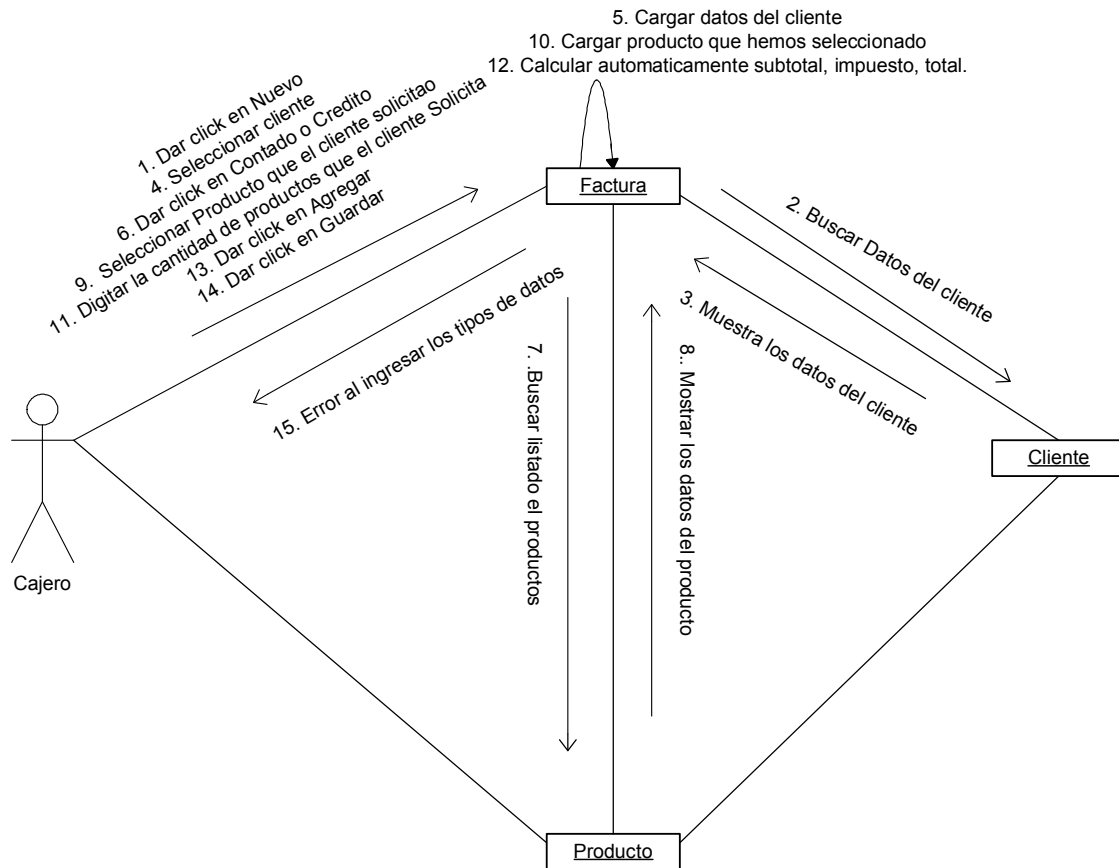 5. Cargar datos del cliente
10. Cargar producto que hemos seleccionado
12. Calcular automaticamente subtotal, impuesto, total.
1. Dar click en Nuevo
4. Seleccionar cliente
6. Dar click en Contado o Credito
9. Seleccionar Producto que el cliente solicitao
11. Digitar la cantidad de productos que el cliente Solicita
13. Dar click en Agregar
14. Dar click en Guardar
Factura
2. Buscar Datos del cliente
3. Muestra los datos del cliente
15. Error al ingresar los tipos de datos
7. .Buscar listado el productos
8.. Mostrar los datos del producto
Cliente
Cajero
Producto